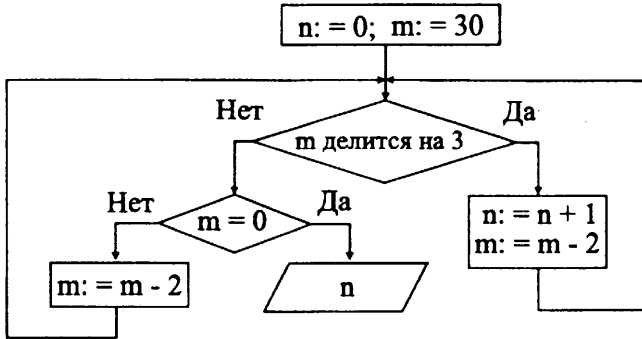 n: = 0; m: = 30
Нет
Да
m делится на 3
Нет
m = 0
Да
n: = n + 1
m: = m - 2
m: = m - 2
n